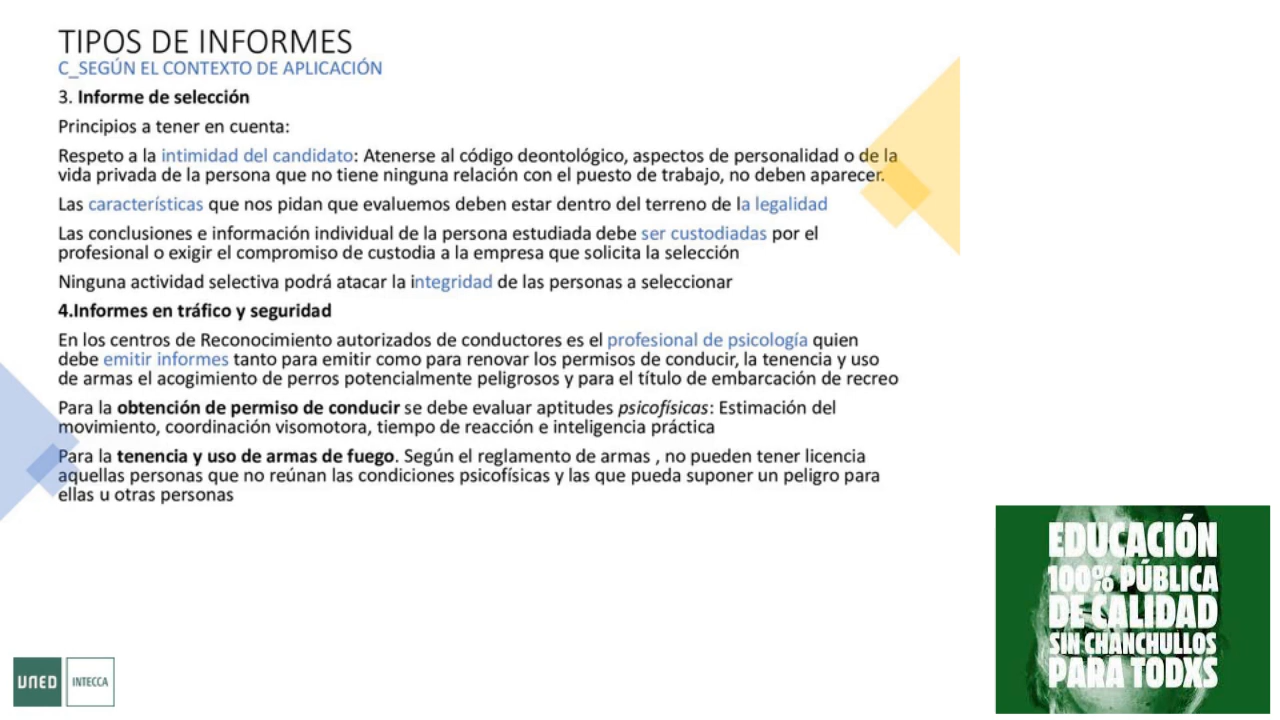 TIPOS DE INFORMES
C_SEGÚN EL CONTEXTO DE APLICACIÓN
3. Informe de selección
Principios a tener en cuenta:
Respeto a la intimidad del candidato: Atenerse al código deontológico, aspectos de personalidad o de la
vida privada de la persona que no tiene ninguna relación con el puesto de trabajo, no deben aparecer.
Las características que nos pidan que evaluemos deben estar dentro del terreno de la legalidad
Las conclusiones e información individual de la persona estudiada debe ser custodiadas por el
profesional o exigir el compromiso de custodia a la empresa que solicita la selección
Ninguna actividad selectiva podrá atacar la integridad de las personas a seleccionar
4.Informes en tráfico y seguridad
En los centros de Reconocimiento autorizados de conductores es el profesional de psicología quien
debe emitir informes tanto para emitir como para renovar los permisos de conducir, la tenencia y uso
de armas el acogimiento de perros potencialmente peligrosos y para el título de embarcación de recreo
Para la obtención de permiso de conducir se debe evaluar aptitudes psicofísicas: Estimación del
movimiento, coordinación visomotora, tiempo de reacción e inteligencia práctica
Para la tenencia y uso de armas de fuego. Según el reglamento de armas , no pueden tener licencia
aquellas personas que no reúnan las condiciones psicofísicas y las que pueda suponer un peligro para
ellas u otras personas
EDUCACIÓN
100% PÚBLICA
DE CALIDAD
SIN CHANCHULLOS
PARA TODXS
UNED INTECCA